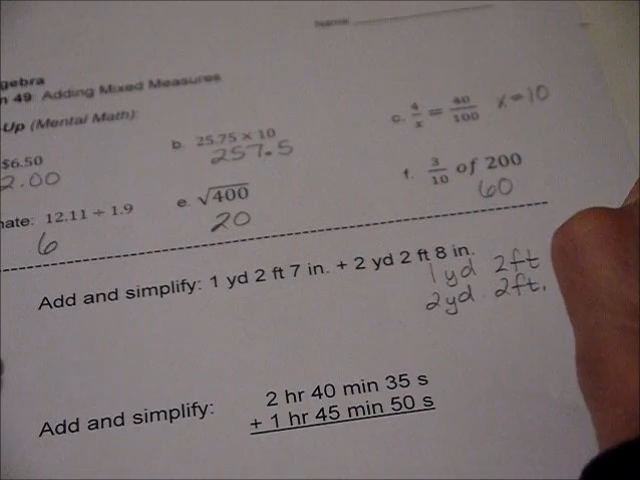 Name
gebra
n 49: Adding Mixed Measures
-Up (Mental Math):
$6.50
2.00
b. 25.75 x 10
257.5
c. 4/x = 40/100 x = 10
nate: 12.11 ÷ 1.9
6
e. √400
20
f. 3/10 of 200
60
Add and simplify: 1 yd 2 ft 7 in. + 2 yd 2 ft 8 in.
1 yd 2ft
2yd 2ft.
Add and simplify: 2 hr 40 min 35 s
+ 1 hr 45 min 50 s